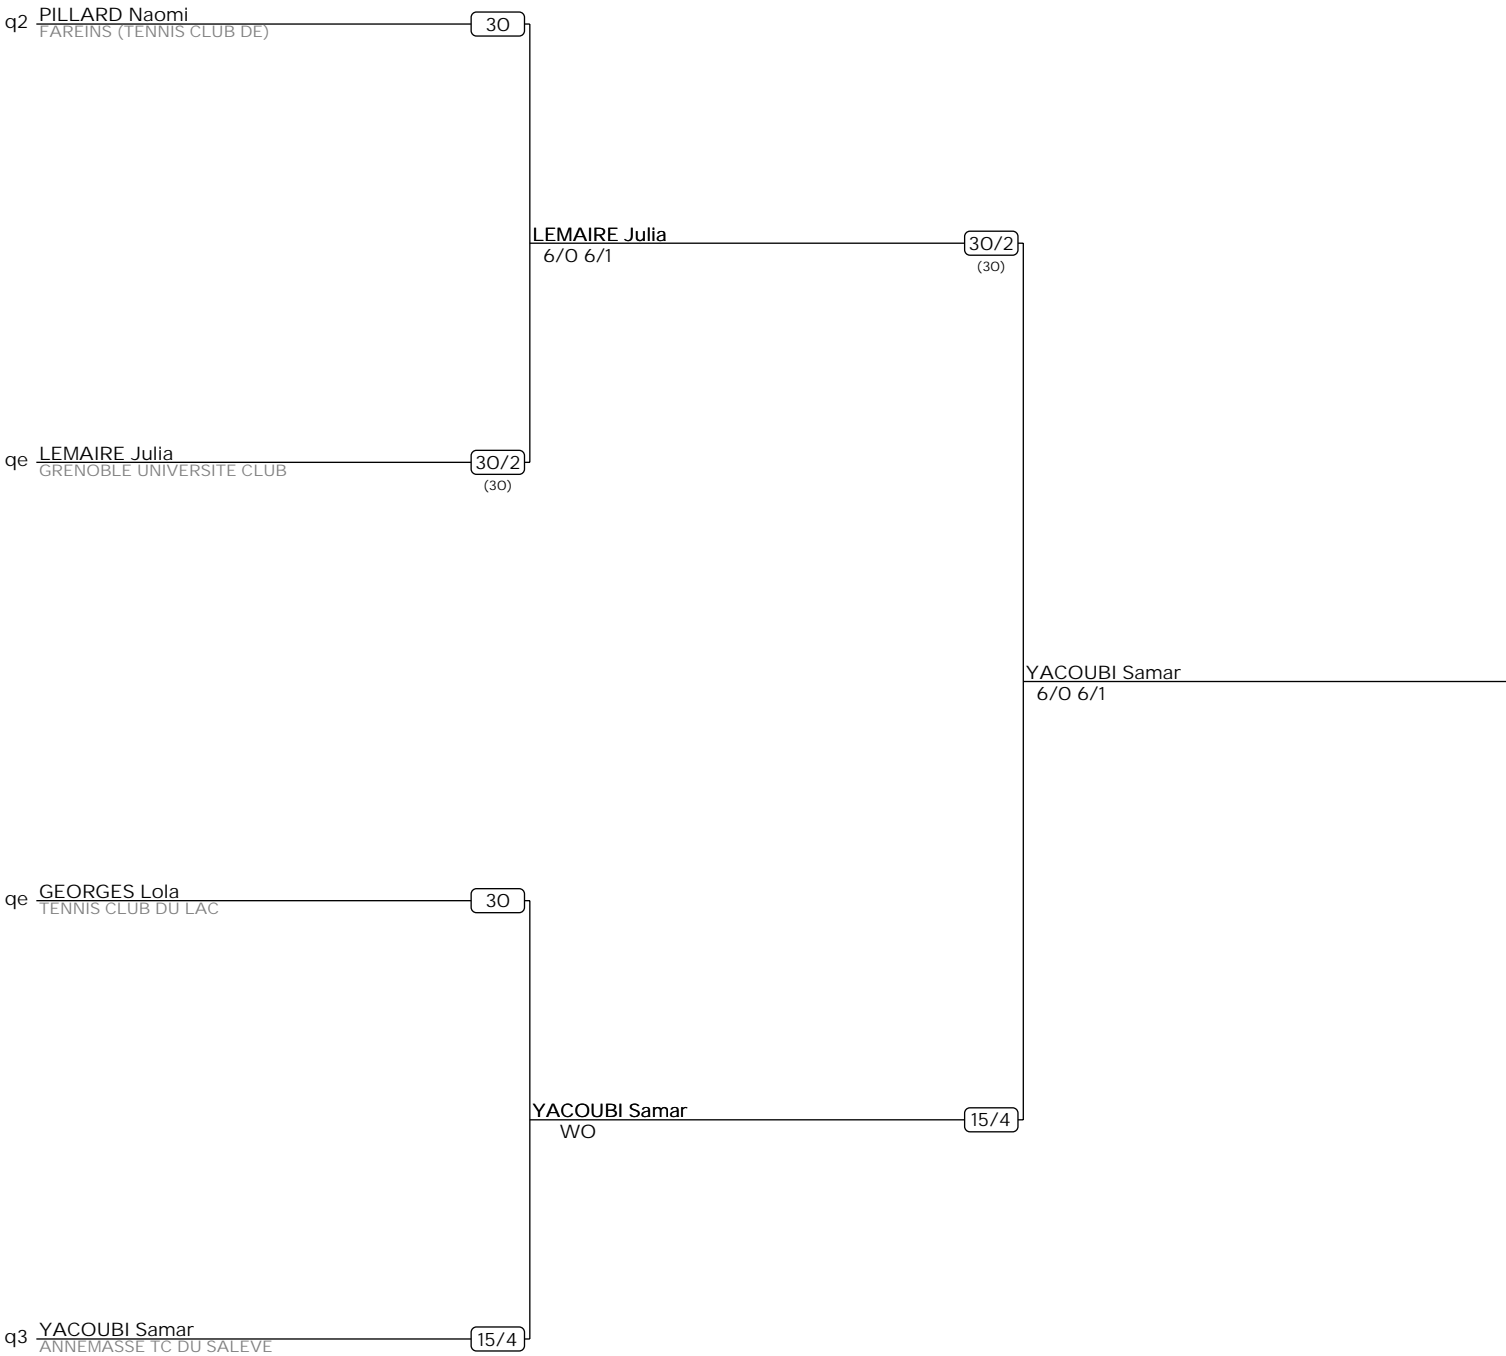 q2 PILLARD Naomi
FAREINS (TENNIS CLUB DE)
30
LEMAIRE Julia
6/0 6/1
30/2
(30)
qe LEMAIRE Julia
GRENOBLE UNIVERSITE CLUB
30/2
(30)
YACOUBI Samar
6/0 6/1
qe GEORGES Lola
TENNIS CLUB DU LAC
30
YACOUBI Samar
WO
15/4
q3 YACOUBI Samar
ANNEMASSE TC DU SALEVE
15/4